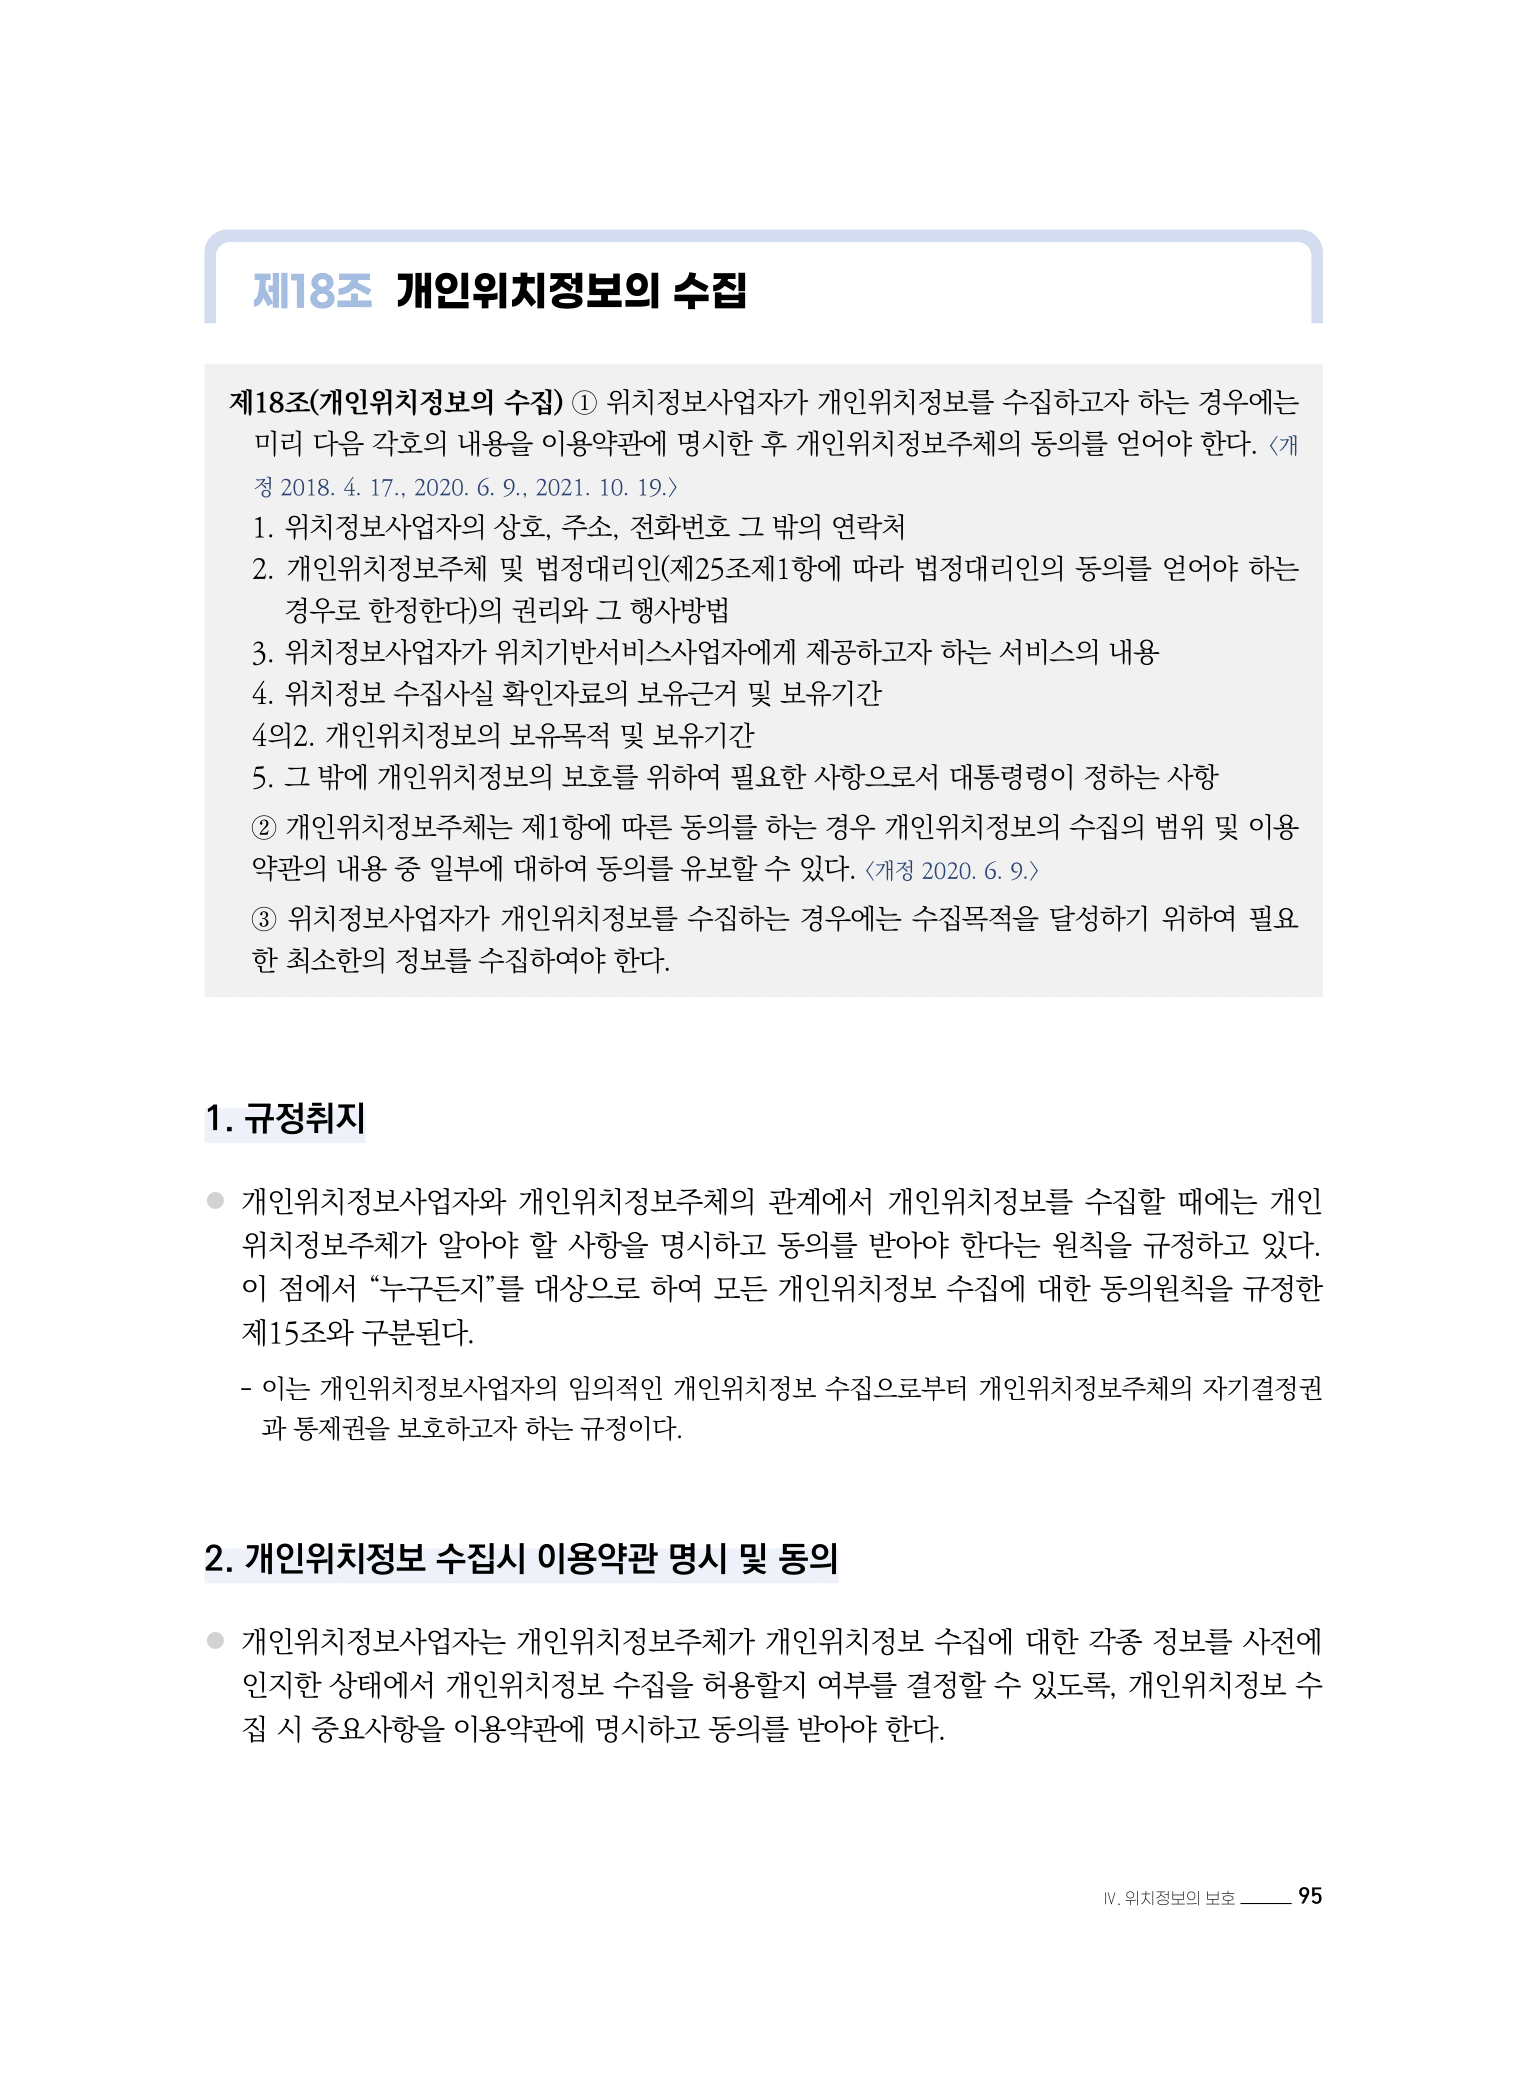 제18조 개인위치정보의 수집
제18조(개인위치정보의 수집) ① 위치정보사업자가 개인위치정보를 수집하고자 하는 경우에는
미리 다음 각호의 내용을 이용약관에 명시한 후 개인위치정보주체의 동의를 얻어야 한다. 〈개
정 2018. 4. 17., 2020. 6. 9., 2021. 10. 19.〉
1. 위치정보사업자의 상호, 주소, 전화번호 그 밖의 연락처
2. 개인위치정보주체 및 법정대리인(제25조제1항에 따라 법정대리인의 동의를 얻어야 하는
경우로 한정한다)의 권리와 그 행사방법
3. 위치정보사업자가 위치기반서비스사업자에게 제공하고자 하는 서비스의 내용
4. 위치정보 수집사실 확인자료의 보유근거 및 보유기간
4의2. 개인위치정보의 보유목적 및 보유기간
5. 그 밖에 개인위치정보의 보호를 위하여 필요한 사항으로서 대통령령이 정하는 사항
② 개인위치정보주체는 제1항에 따른 동의를 하는 경우 개인위치정보의 수집의 범위 및 이용
약관의 내용 중 일부에 대하여 동의를 유보할 수 있다. 〈개정 2020. 6. 9.〉
③ 위치정보사업자가 개인위치정보를 수집하는 경우에는 수집목적을 달성하기 위하여 필요
한 최소한의 정보를 수집하여야 한다.
1. 규정취지
● 개인위치정보사업자와 개인위치정보주체의 관계에서 개인위치정보를 수집할 때에는 개인
위치정보주체가 알아야 할 사항을 명시하고 동의를 받아야 한다는 원칙을 규정하고 있다.
이 점에서 “누구든지”를 대상으로 하여 모든 개인위치정보 수집에 대한 동의원칙을 규정한
제15조와 구분된다.
- 이는 개인위치정보사업자의 임의적인 개인위치정보 수집으로부터 개인위치정보주체의 자기결정권
과 통제권을 보호하고자 하는 규정이다.
2. 개인위치정보 수집시 이용약관 명시 및 동의
● 개인위치정보사업자는 개인위치정보주체가 개인위치정보 수집에 대한 각종 정보를 사전에
인지한 상태에서 개인위치정보 수집을 허용할지 여부를 결정할 수 있도록, 개인위치정보 수
집 시 중요사항을 이용약관에 명시하고 동의를 받아야 한다.
Ⅳ. 위치정보의 보호 95